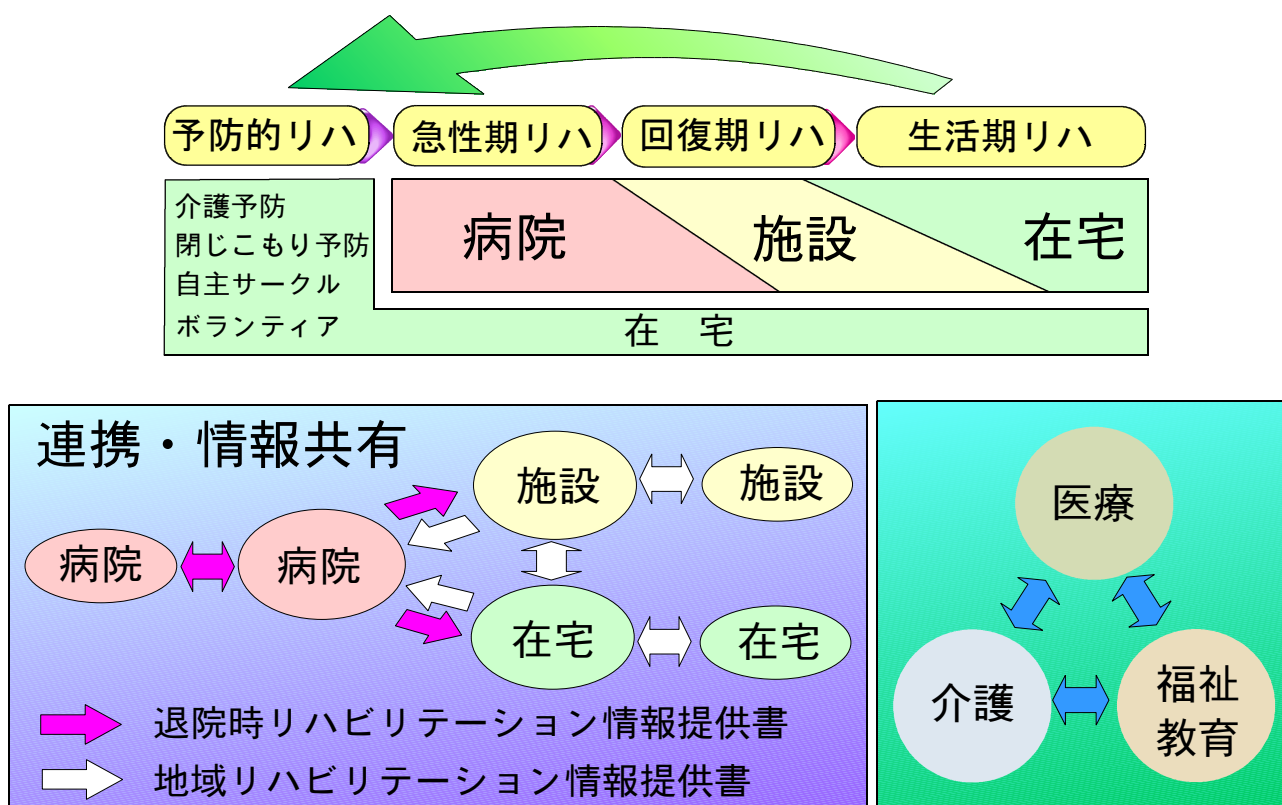 予防的リハ
急性期リハ
回復期リハ
生活期リハ
介護予防
閉じこもり予防
自主サークル
ボランティア
病院
施設
在宅
在　宅
連携・情報共有
病院
病院
施設
施設
在宅
在宅
退院時リハビリテーション情報提供書
地域リハビリテーション情報提供書
医療
介護
福祉
教育